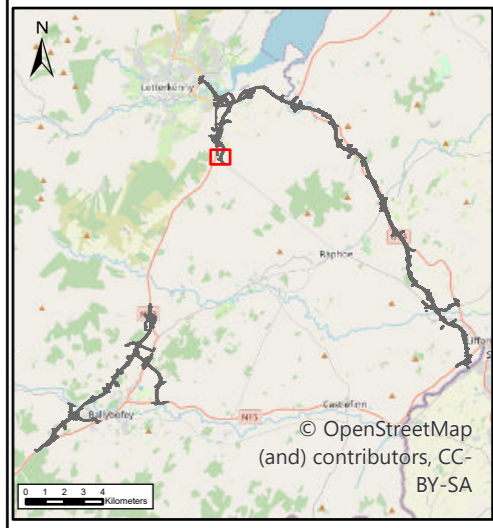 N
Letterkenny
Raphoe
Lifford
Ballybofey
N15
Castlefinn
© OpenStreetMap
(and) contributors, CC-
BY-SA
0 1 2 3 4
Kilometers